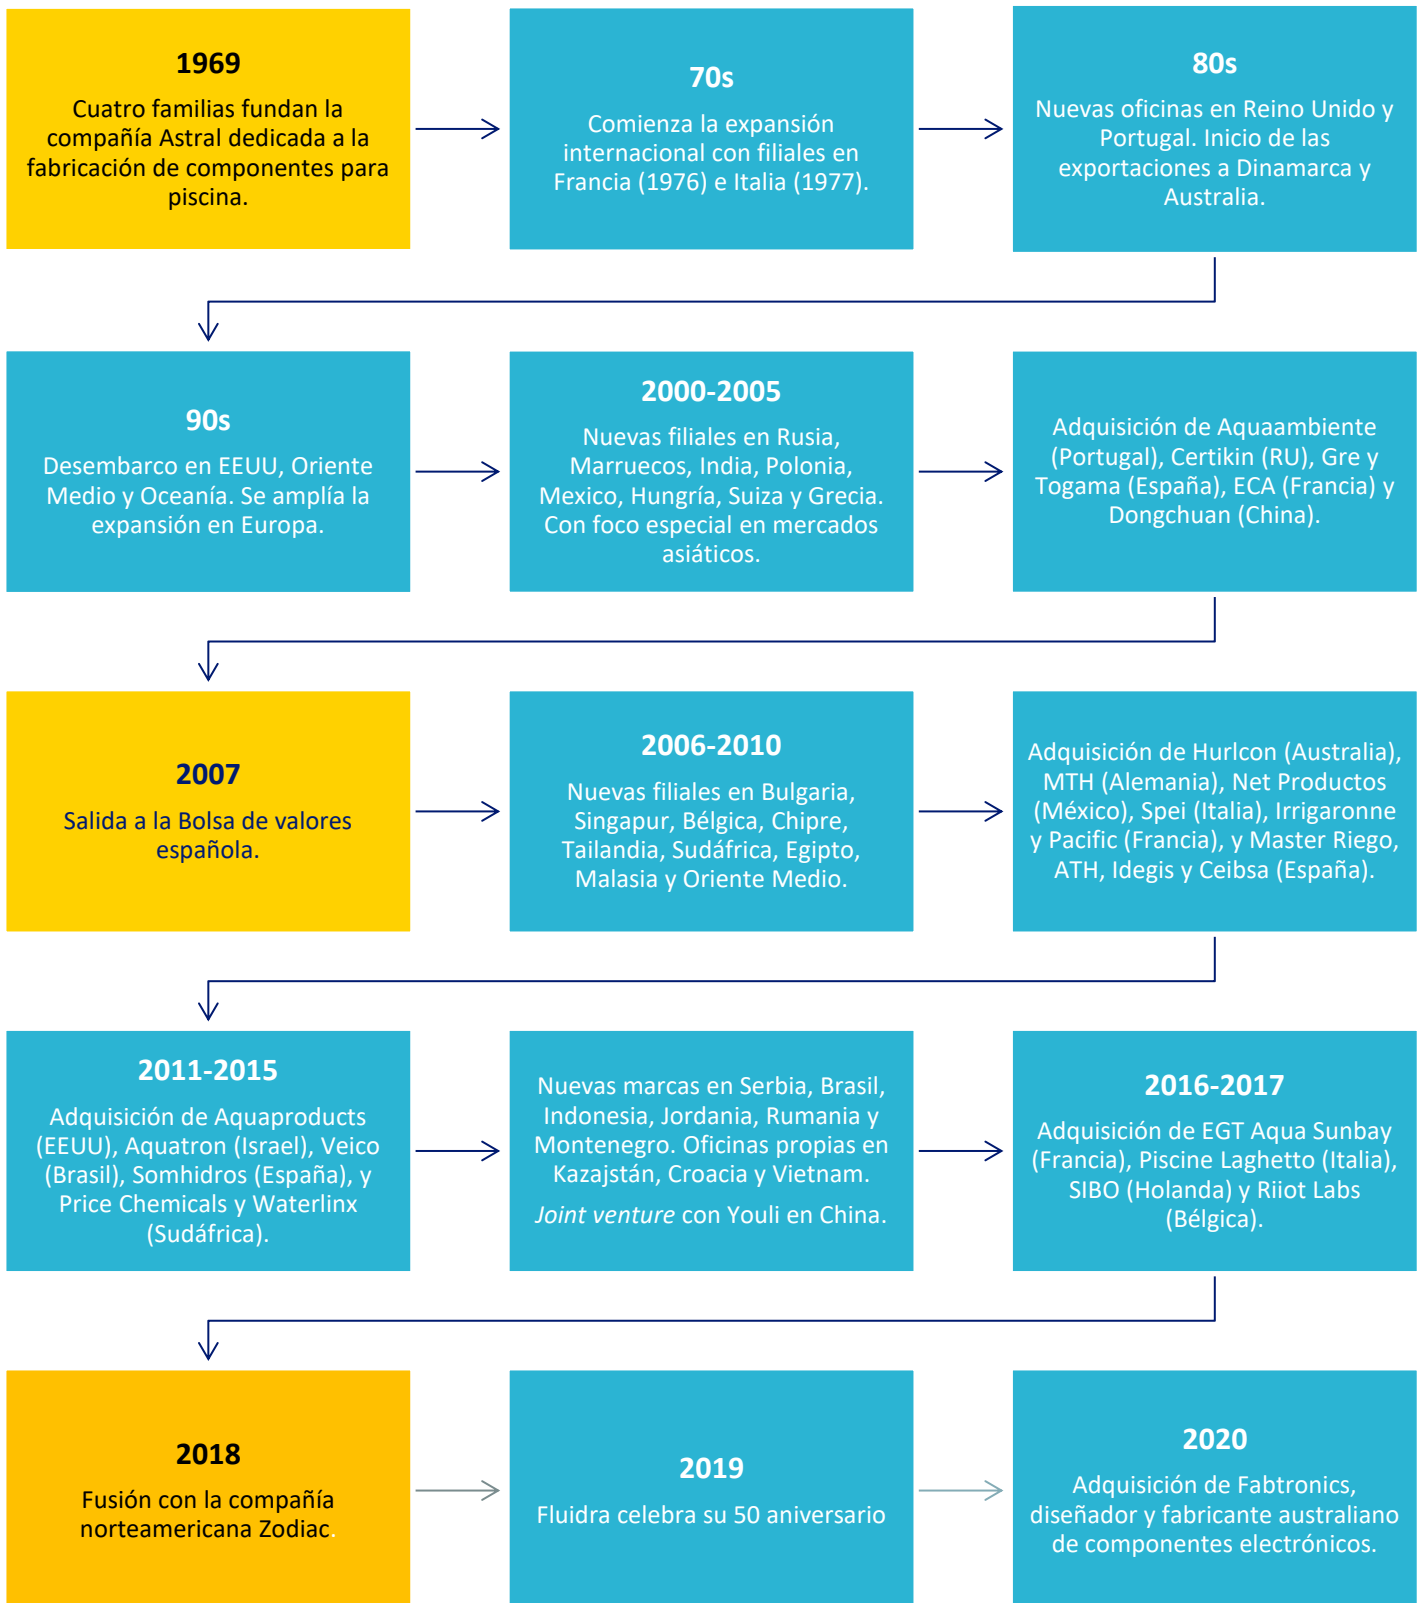 1969
Cuatro familias fundan la
compañía Astral dedicada a la
fabricación de componentes para
piscina.
70s
Comienza la expansión
internacional con filiales en
Francia (1976) e Italia (1977).
80s
Nuevas oficinas en Reino Unido y
Portugal. Inicio de las
exportaciones a Dinamarca y
Australia.
90s
Desembarco en EEUU, Oriente
Medio y Oceanía. Se amplía la
expansión en Europa.
2000-2005
Nuevas filiales en Rusia,
Marruecos, India, Polonia,
Mexico, Hungría, Suiza y Grecia.
Con foco especial en mercados
asiáticos.
Adquisición de Aquaambiente
(Portugal), Certikin (RU), Gre y
Togama (España), ECA (Francia) y
Dongchuan (China).
2007
Salida a la Bolsa de valores
española.
2006-2010
Nuevas filiales en Bulgaria,
Singapur, Bélgica, Chipre,
Tailandia, Sudáfrica, Egipto,
Malasia y Oriente Medio.
Adquisición de Hurlcon (Australia),
MTH (Alemania), Net Productos
(México), Spei (Italia), Irrigaronne
y Pacific (Francia), y Master Riego,
ATH, Idegis y Ceibsa (España).
2011-2015
Adquisición de Aquaproducts
(EEUU), Aquatron (Israel), Veico
(Brasil), Somhidros (España), y
Price Chemicals y Waterlinx
(Sudáfrica).
Nuevas marcas en Serbia, Brasil,
Indonesia, Jordania, Rumania y
Montenegro. Oficinas propias en
Kazajstán, Croacia y Vietnam.
Joint venture con Youli en China.
2016-2017
Adquisición de EGT Aqua Sunbay
(Francia), Piscine Laghetto (Italia),
SIBO (Holanda) y Riiot Labs
(Bélgica).
2018
Fusión con la compañía
norteamericana Zodiac.
2019
Fluidra celebra su 50 aniversario
2020
Adquisición de Fabtronics,
diseñador y fabricante australiano
de componentes electrónicos.